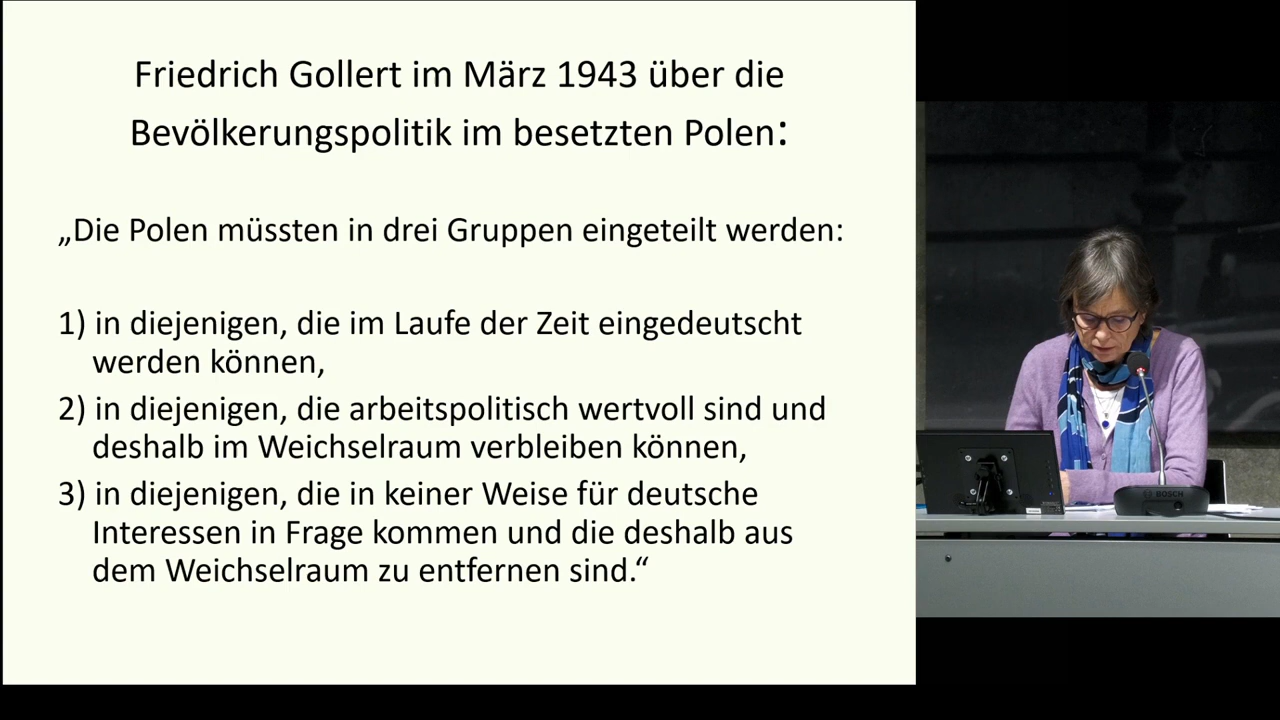 Friedrich Gollert im März 1943 über die
Bevölkerungspolitik im besetzten Polen:
„Die Polen müssten in drei Gruppen eingeteilt werden:
1) in diejenigen, die im Laufe der Zeit eingedeutscht
werden können,
2) in diejenigen, die arbeitspolitisch wertvoll sind und
deshalb im Weichselraum verbleiben können,
3) in diejenigen, die in keiner Weise für deutsche
Interessen in Frage kommen und die deshalb aus
dem Weichselraum zu entfernen sind.“
BOSCH